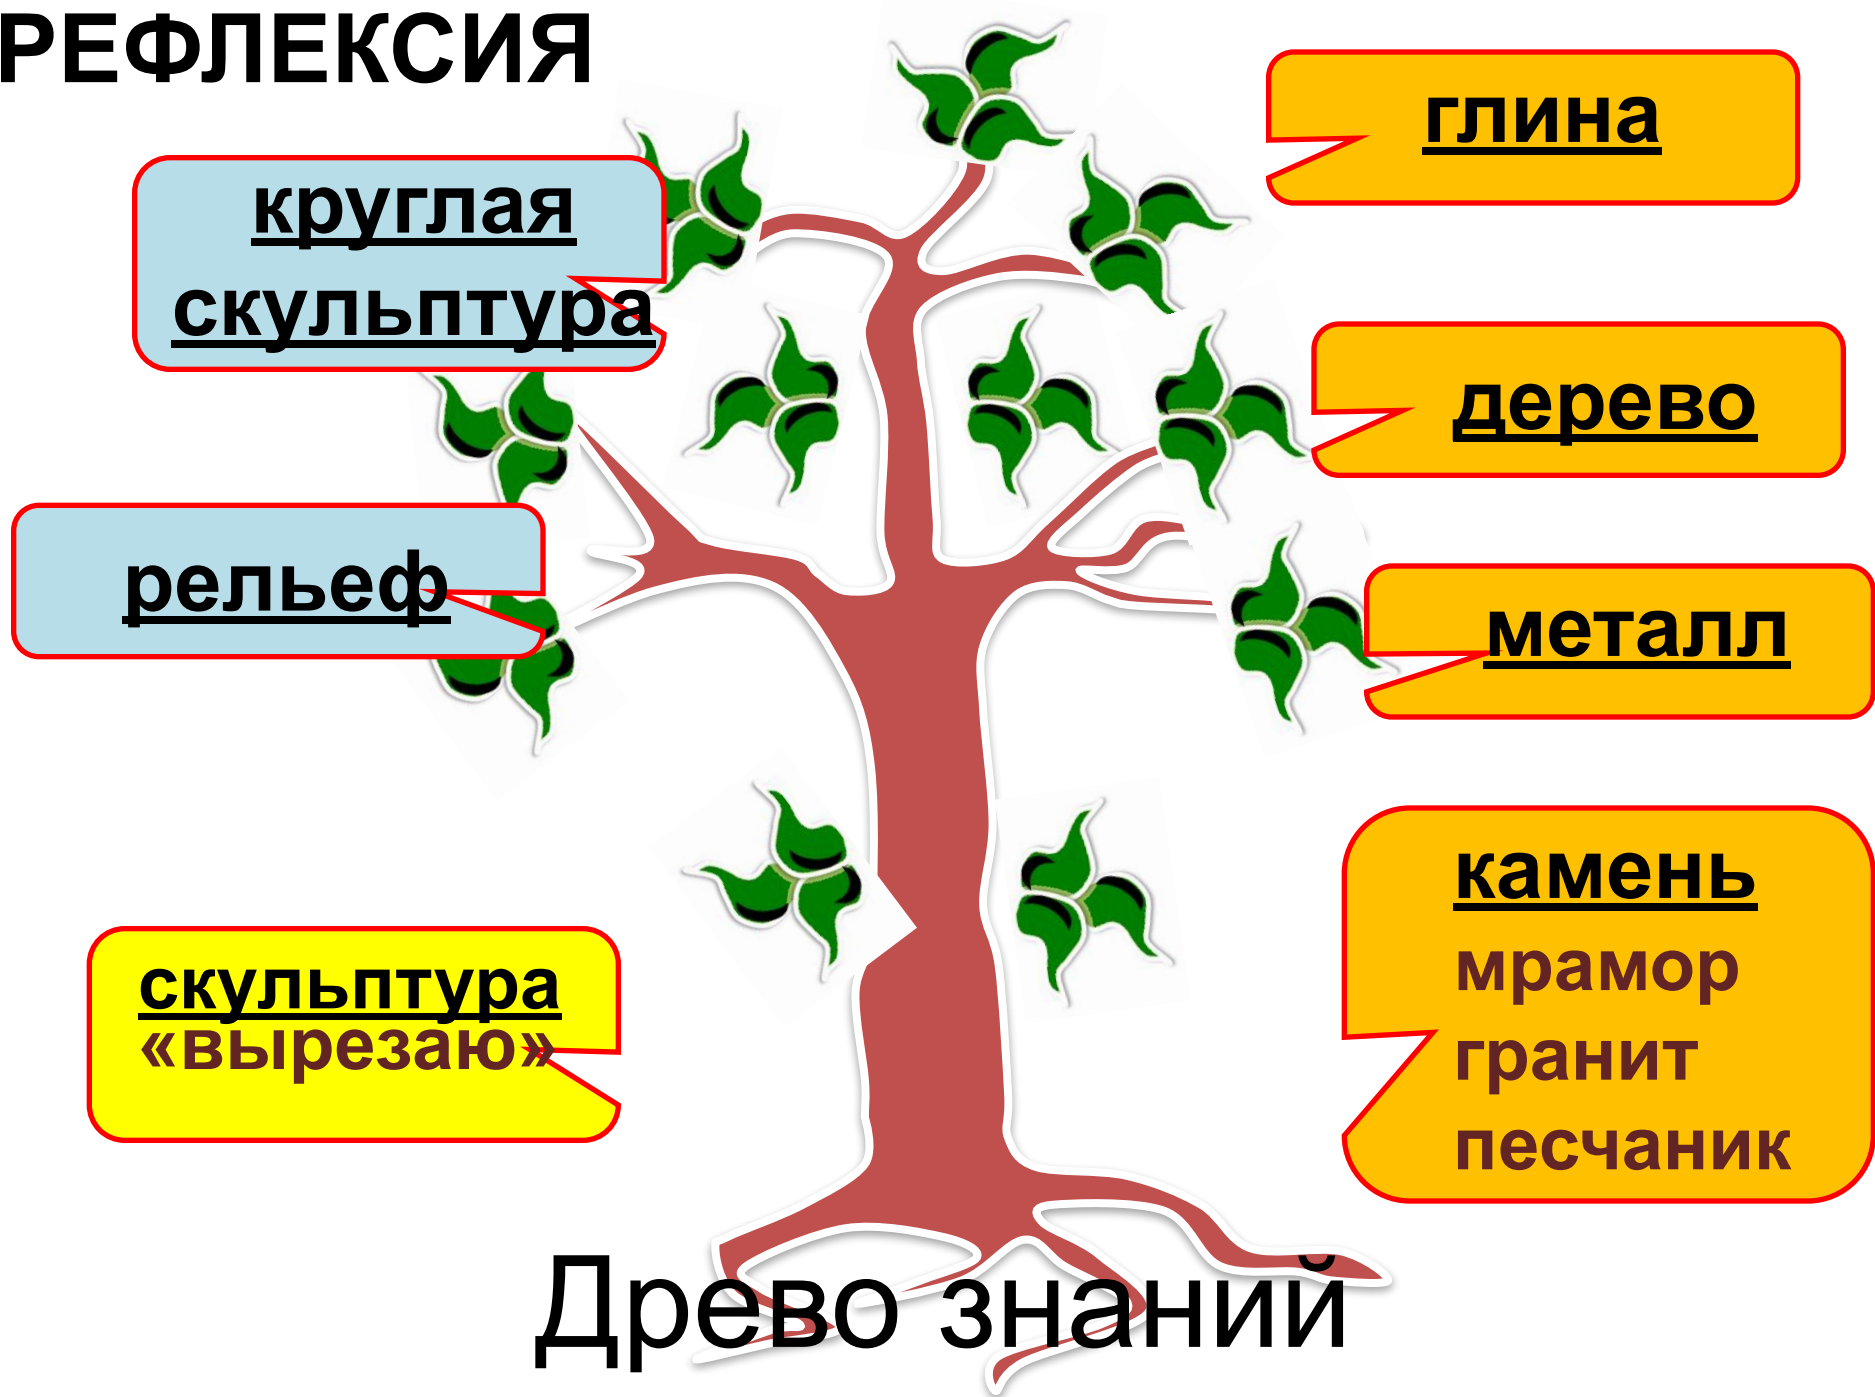 РЕФЛЕКСИЯ
круглая
скульптура
рельеф
скульптура
«вырезаю»
глина
дерево
металл
камень
мрамор
гранит
песчаник
Древо знаний